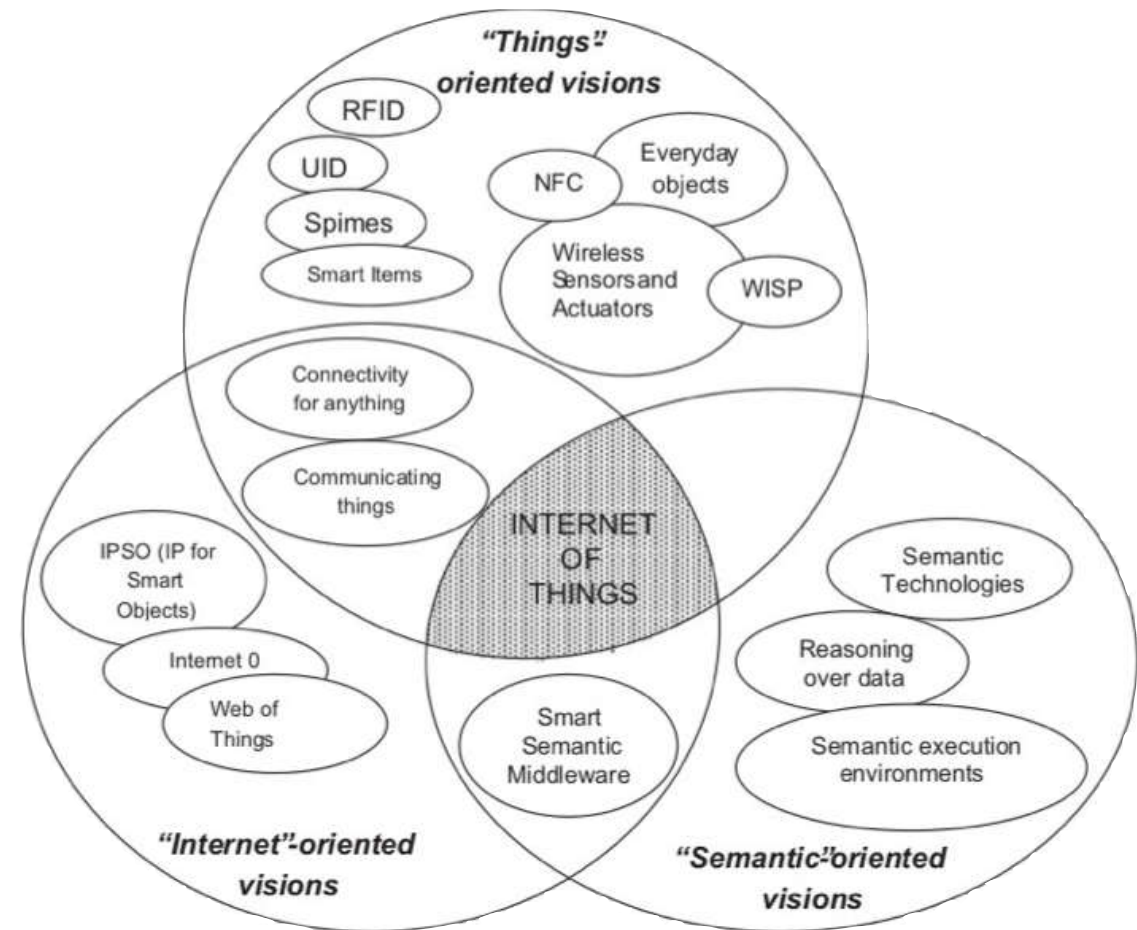 “Things”-
oriented visions
RFID
UID
Spimes
Smart Items
Everyday
objects
NFC
Wireless
Sensors and
Actuators
WISP
Connectivity
for anything
Communicating
things
INTERNET
OF
THINGS
IPSO (IP for
Smart
Objects)
Internet 0
Web of
Things
Semantic
Technologies
Reasoning
over data
Semantic execution
environments
Smart
Semantic
Middleware
“Internet”-oriented
visions
“Semantic”-oriented
visions